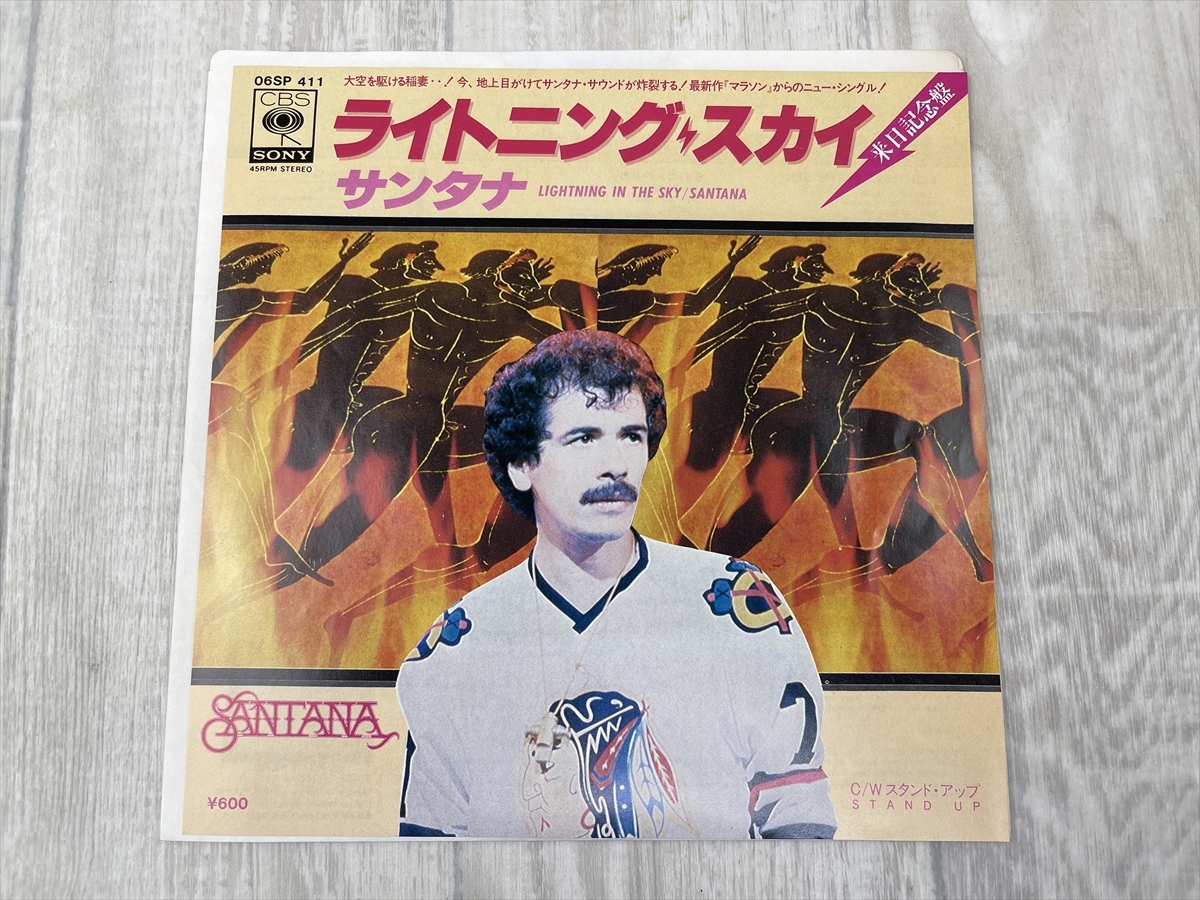 06SP 411
大空を駆ける稲妻・・! 今、地上目がけてサンタナ・サウンドが炸裂する! 最新作『マラソン』からのニュー・シングル!
CBS
SONY
45RPM STEREO
ライトニング スカイ
来日記念盤
サンタナ
LIGHTNING IN THE SKY/SANTANA
SANTANA
7
¥600
C/W スタンド・アップ
STAND UP